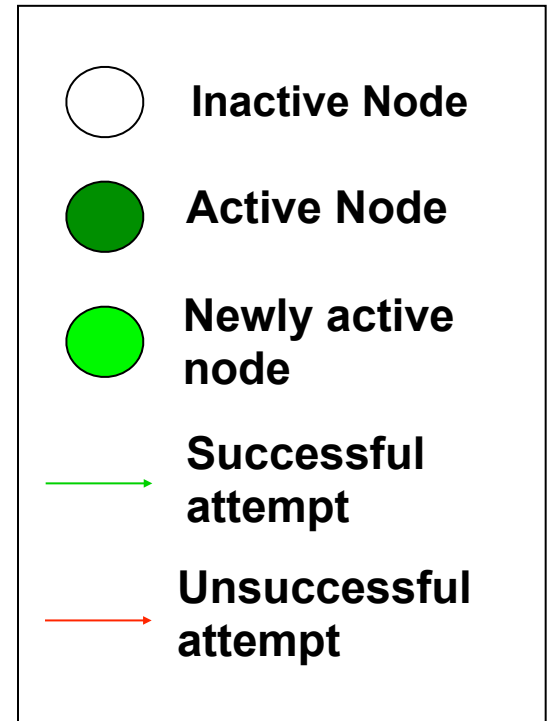 Inactive Node
Active Node
Newly active
node
Successful
attempt
Unsuccessful
attempt